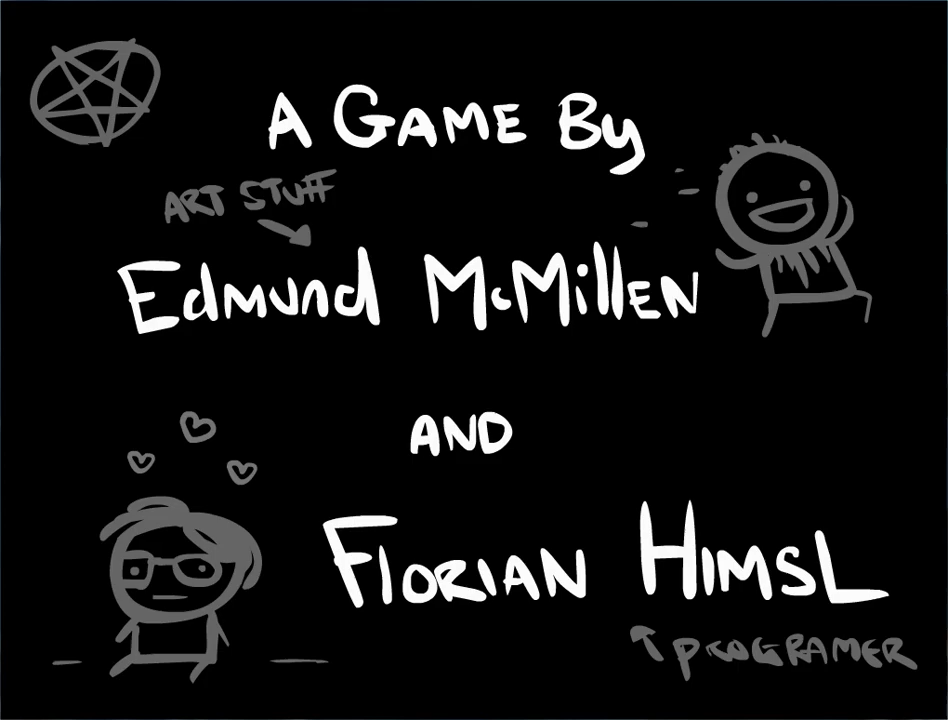 A GAME BY
ART STUFF
EdMUNd McMillEN
AND
FlORIAN HIMSL
PROGRAMER